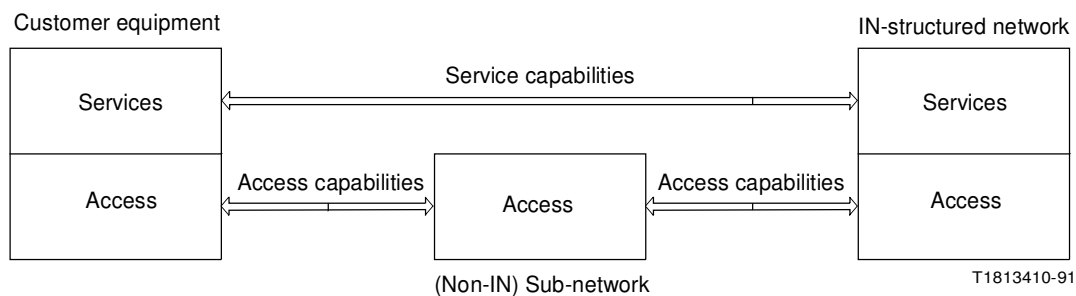 Customer equipment
IN-structured network
Service capabilities
Services
Services
Access capabilities
Access capabilities
Access
Access
Access
(Non-IN) Sub-network
T1813410-91